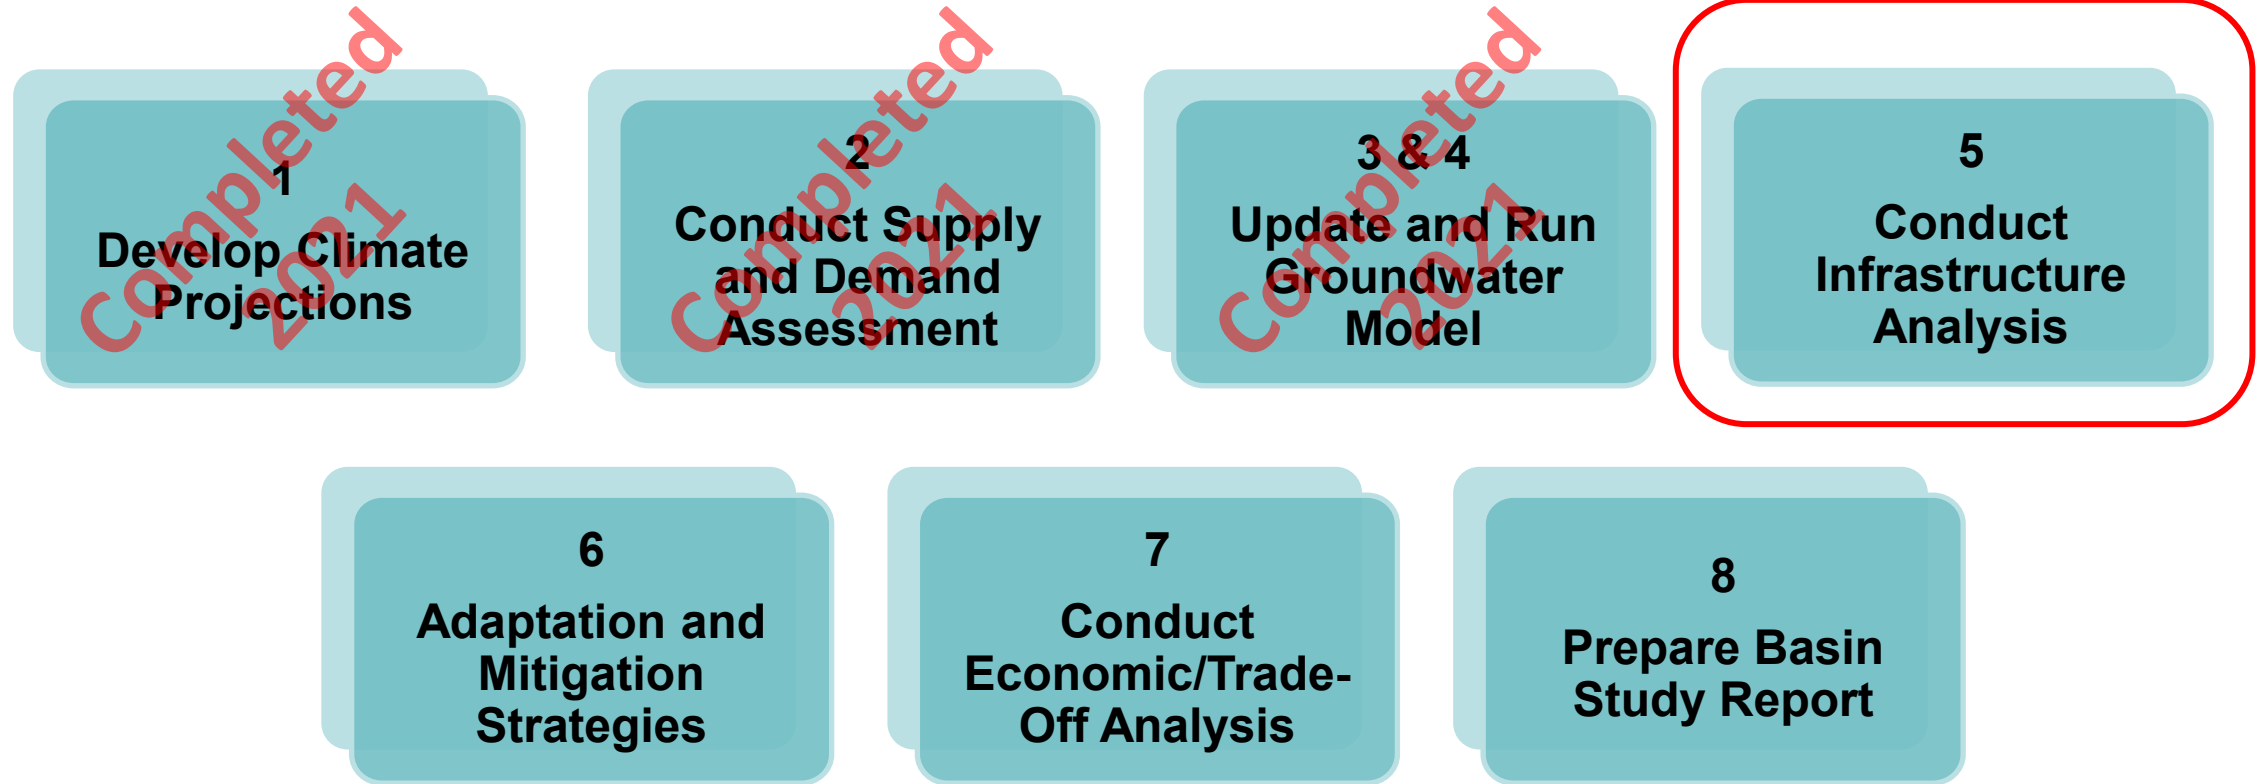 1
Develop Climate
Projections
Completed
2021
2
Conduct Supply
and Demand
Assessment
Completed
2021
3 & 4
Update and Run
Groundwater
Model
Completed
2021
5
Conduct
Infrastructure
Analysis
6
Adaptation and
Mitigation
Strategies
7
Conduct
Economic/Trade-
Off Analysis
8
Prepare Basin
Study Report